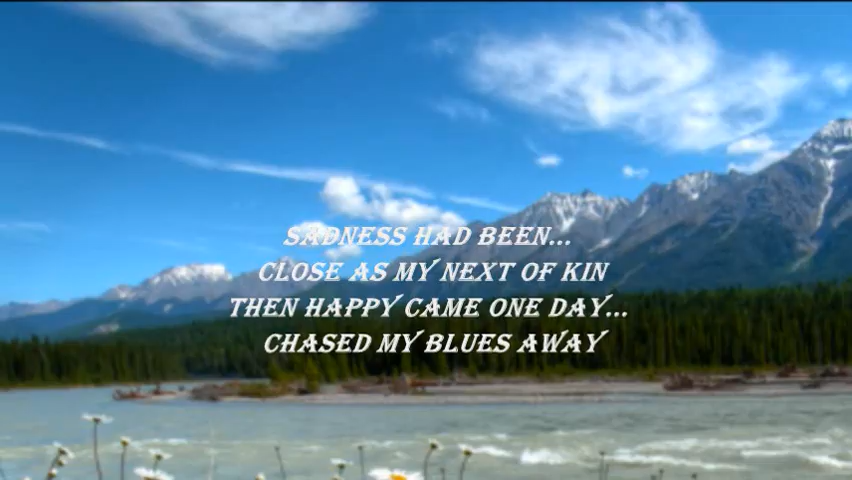 SADNESS HAD BEEN...
CLOSE AS MY NEXT OF KIN
THEN HAPPY CAME ONE DAY...
CHASED MY BLUES AWAY